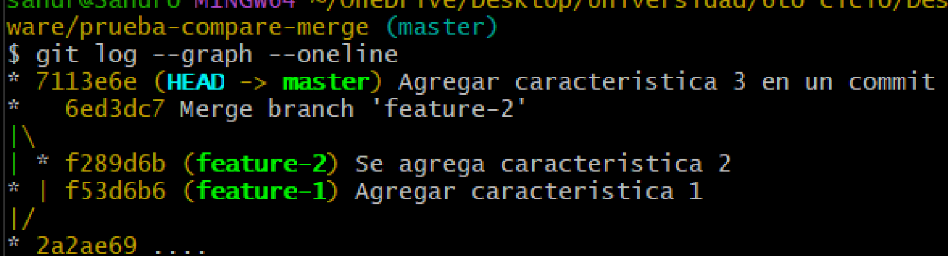 sandr@Sandro MINGW64 ~/OneDrive/Desktop/Universidad/6to Ciclo/Des
ware/prueba-compare-merge (master)
$ git log --graph --oneline
* 7113e6e (HEAD -> master) Agregar caracteristica 3 en un commit
*   6ed3dc7 Merge branch 'feature-2'
|\
| * f289d6b (feature-2) Se agrega caracteristica 2
* | f53d6b6 (feature-1) Agregar caracteristica 1
|/
* 2a2ae69 ....